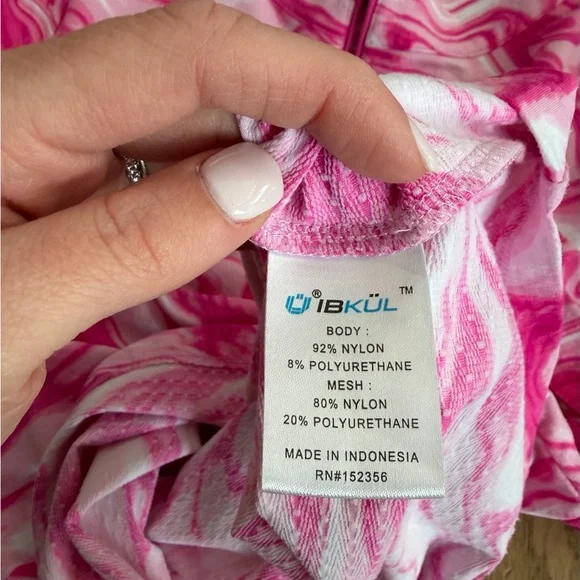 Ü® IBKÜL™
BODY :
92% NYLON
8% POLYURETHANE
MESH :
80% NYLON
20% POLYURETHANE
MADE IN INDONESIA
RN#152356